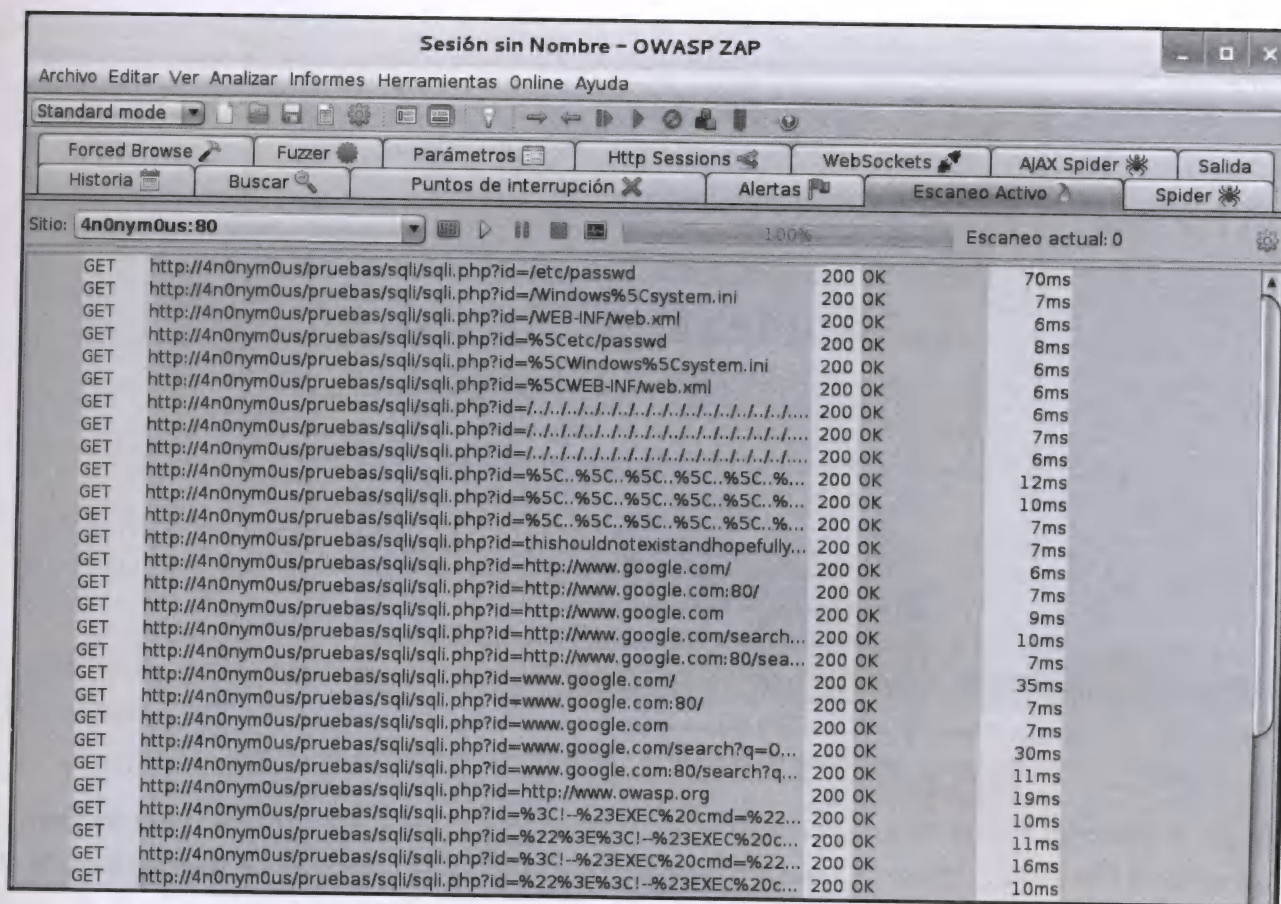 Sesión sin Nombre - OWASP ZAP
Archivo Editar Ver Analizar Informes Herramientas Online Ayuda
Standard mode
Forced Browse Fuzzer Parámetros Http Sessions WebSockets AJAX Spider Salida
Historia Buscar Puntos de interrupción Alertas Escaneo Activo Spider
Sitio: 4n0nym0us:80 100% Escaneo actual: 0
GET http://4n0nym0us/pruebas/sqli/sqli.php?id=/etc/passwd 200 OK 70ms
GET http://4n0nym0us/pruebas/sqli/sqli.php?id=/Windows%5Csystem.ini 200 OK 7ms
GET http://4n0nym0us/pruebas/sqli/sqli.php?id=/WEB-INF/web.xml 200 OK 6ms
GET http://4n0nym0us/pruebas/sqli/sqli.php?id=%5Cetc/passwd 200 OK 8ms
GET http://4n0nym0us/pruebas/sqli/sqli.php?id=%5CWindows%5Csystem.ini 200 OK 6ms
GET http://4n0nym0us/pruebas/sqli/sqli.php?id=%5CWEB-INF/web.xml 200 OK 6ms
GET http://4n0nym0us/pruebas/sqli/sqli.php?id=/../../../../../../../../../../../../../../../.... 200 OK 6ms
GET http://4n0nym0us/pruebas/sqli/sqli.php?id=/../../../../../../../../../../../../../../../.... 200 OK 7ms
GET http://4n0nym0us/pruebas/sqli/sqli.php?id=/../../../../../../../../../../../../../../../.... 200 OK 6ms
GET http://4n0nym0us/pruebas/sqli/sqli.php?id=%5C..%5C..%5C..%5C..%5C..%... 200 OK 12ms
GET http://4n0nym0us/pruebas/sqli/sqli.php?id=%5C..%5C..%5C..%5C..%5C..%... 200 OK 10ms
GET http://4n0nym0us/pruebas/sqli/sqli.php?id=%5C..%5C..%5C..%5C..%5C..%... 200 OK 7ms
GET http://4n0nym0us/pruebas/sqli/sqli.php?id=thishouldnotexistandhopefully... 200 OK 7ms
GET http://4n0nym0us/pruebas/sqli/sqli.php?id=http://www.google.com/ 200 OK 6ms
GET http://4n0nym0us/pruebas/sqli/sqli.php?id=http://www.google.com:80/ 200 OK 7ms
GET http://4n0nym0us/pruebas/sqli/sqli.php?id=http://www.google.com 200 OK 9ms
GET http://4n0nym0us/pruebas/sqli/sqli.php?id=http://www.google.com/search... 200 OK 10ms
GET http://4n0nym0us/pruebas/sqli/sqli.php?id=http://www.google.com:80/sea... 200 OK 7ms
GET http://4n0nym0us/pruebas/sqli/sqli.php?id=www.google.com/ 200 OK 35ms
GET http://4n0nym0us/pruebas/sqli/sqli.php?id=www.google.com:80/ 200 OK 7ms
GET http://4n0nym0us/pruebas/sqli/sqli.php?id=www.google.com 200 OK 7ms
GET http://4n0nym0us/pruebas/sqli/sqli.php?id=www.google.com/search?q=O... 200 OK 30ms
GET http://4n0nym0us/pruebas/sqli/sqli.php?id=www.google.com:80/search?q... 200 OK 11ms
GET http://4n0nym0us/pruebas/sqli/sqli.php?id=http://www.owasp.org 200 OK 19ms
GET http://4n0nym0us/pruebas/sqli/sqli.php?id=%3C!--%23EXEC%20cmd=%22... 200 OK 10ms
GET http://4n0nym0us/pruebas/sqli/sqli.php?id=%22%3E%3C!--%23EXEC%20c... 200 OK 11ms
GET http://4n0nym0us/pruebas/sqli/sqli.php?id=%3C!--%23EXEC%20cmd=%22... 200 OK 16ms
GET http://4n0nym0us/pruebas/sqli/sqli.php?id=%22%3E%3C!--%23EXEC%20c... 200 OK 10ms